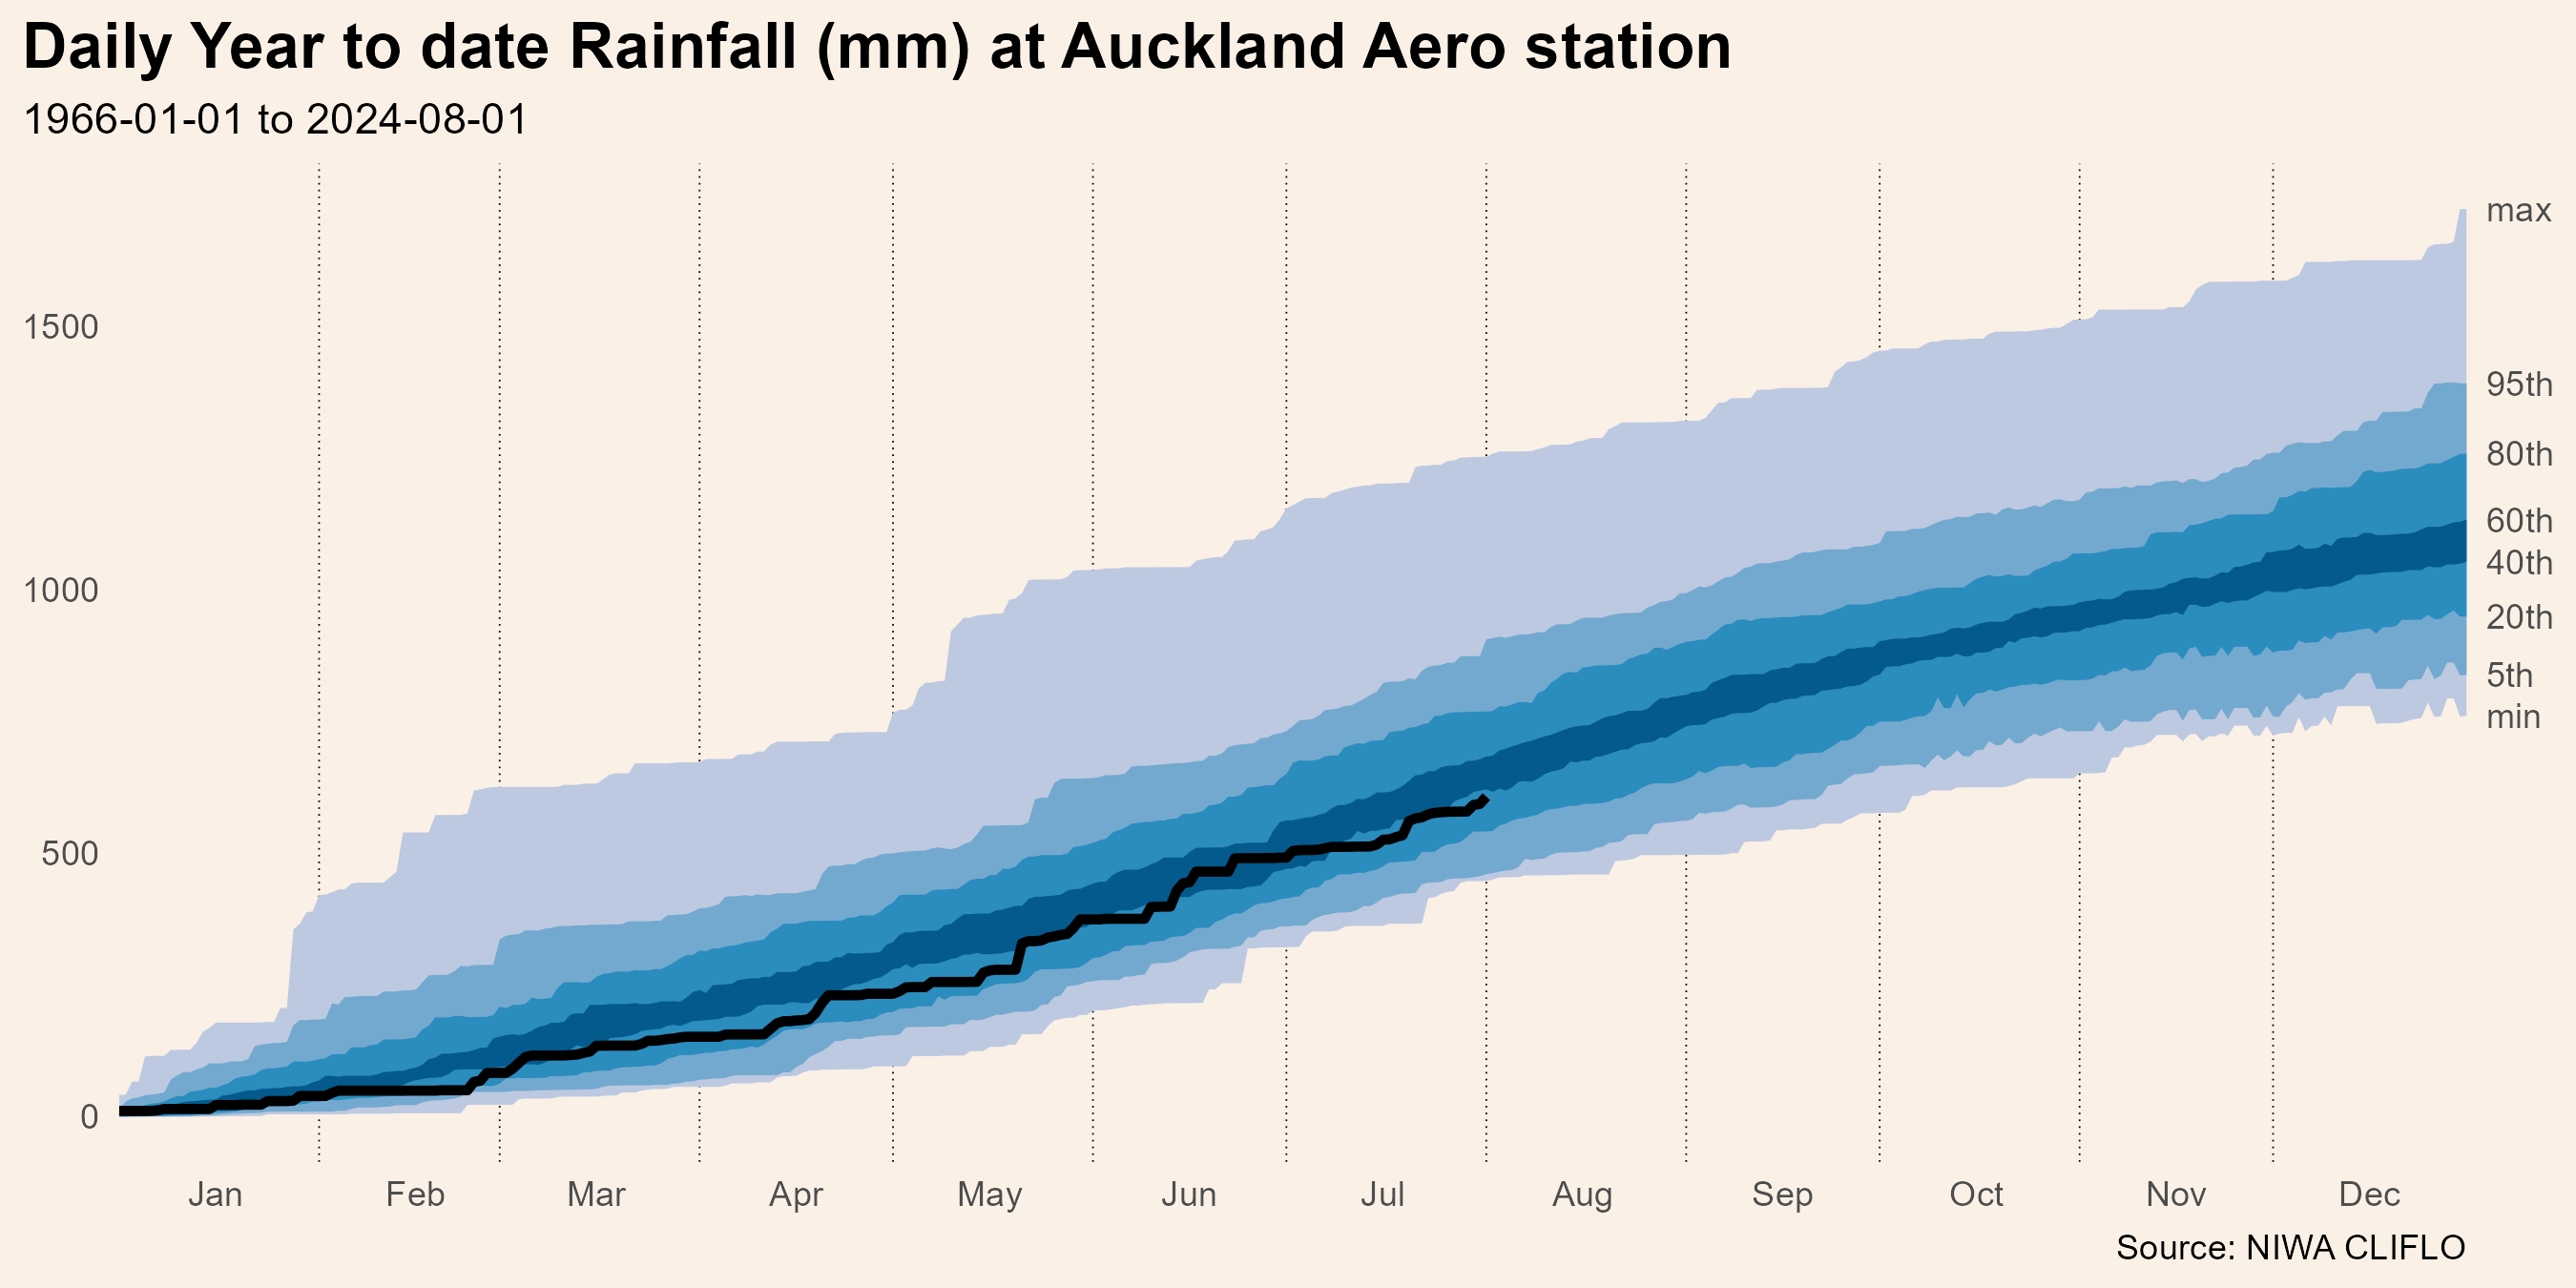 Daily Year to date Rainfall (mm) at Auckland Aero station
1966-01-01 to 2024-08-01
max
1500
95th
80th
60th
1000
40th
20th
5th
min
500
0
Jan Feb Mar Apr May Jun Jul Aug Sep Oct Nov Dec
Source: NIWA CLIFLO